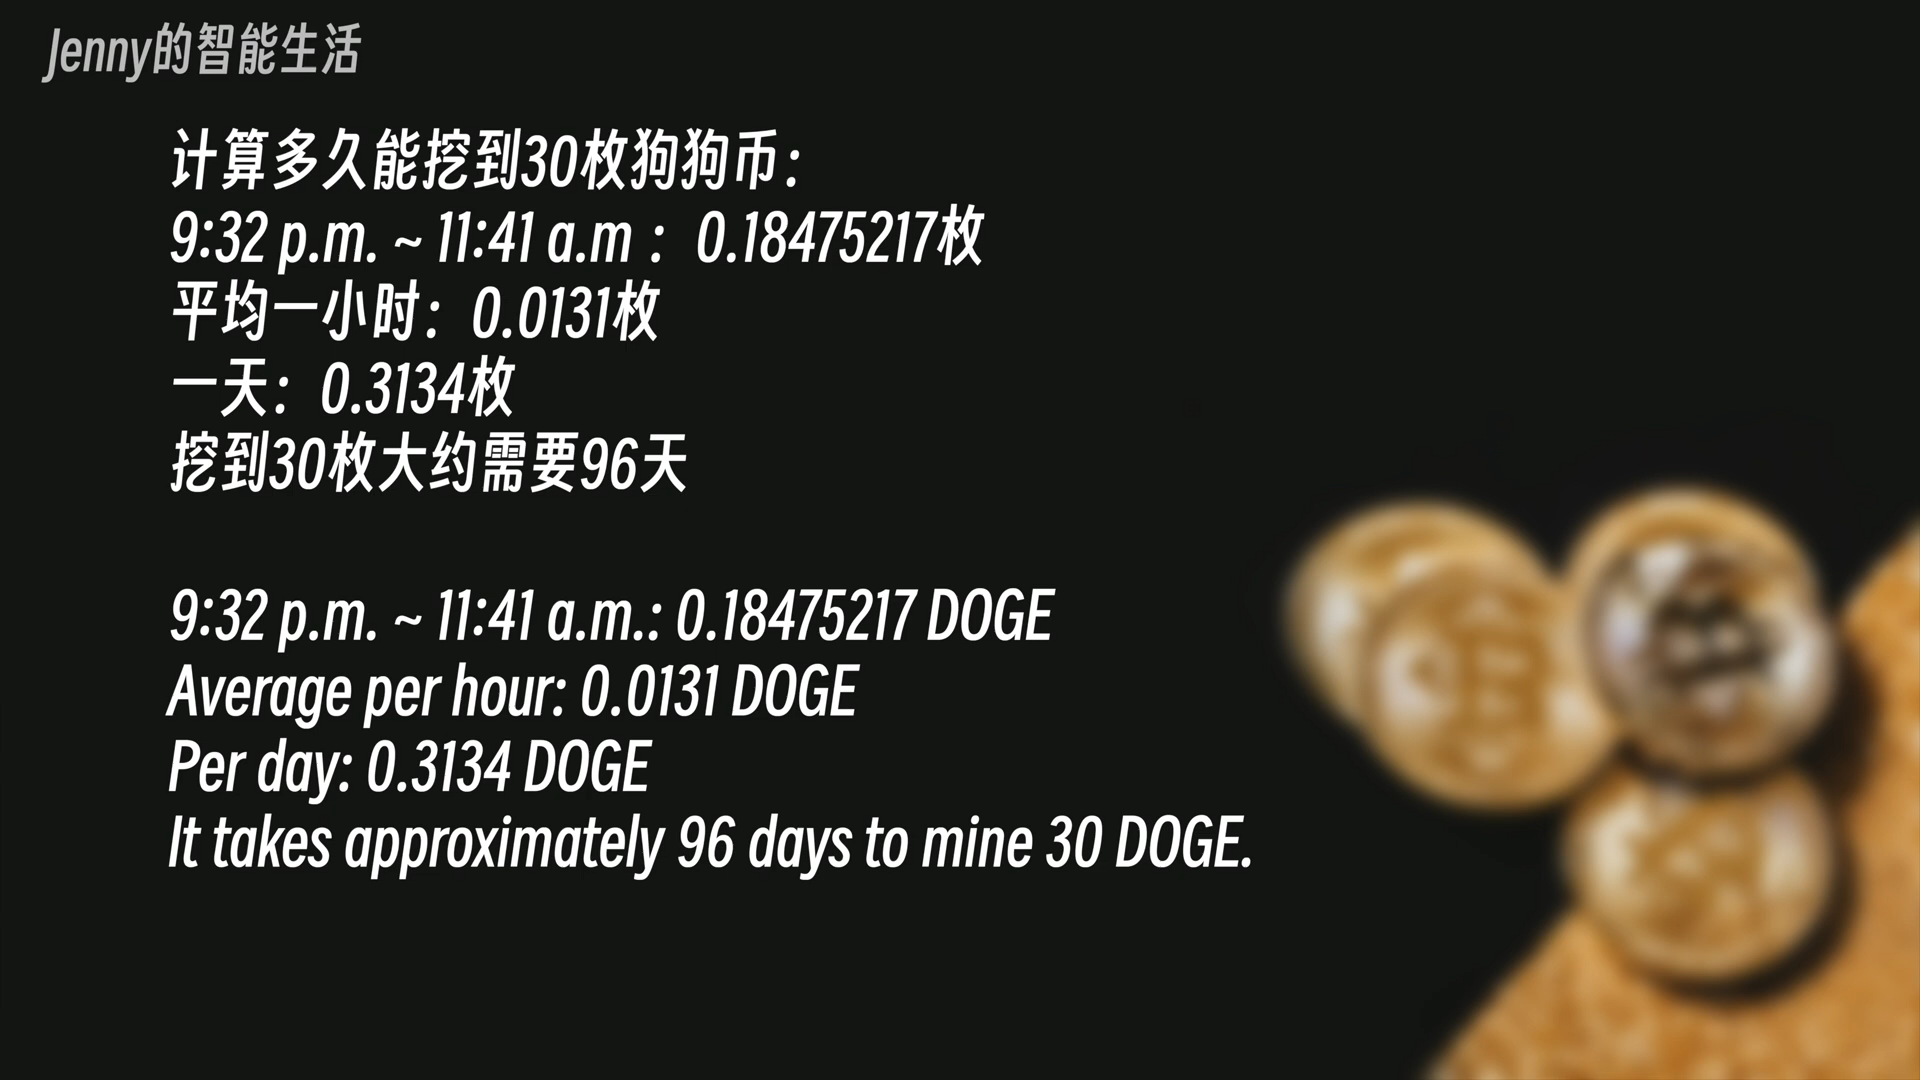 Jenny的智能生活
计算多久能挖到30枚狗狗币：
9:32 p.m. ~ 11:41 a.m： 0.18475217枚
平均一小时：0.0131枚
一天：0.3134枚
挖到30枚大约需要96天
9:32 p.m. ~ 11:41 a.m.: 0.18475217 DOGE
Average per hour: 0.0131 DOGE
Per day: 0.3134 DOGE
It takes approximately 96 days to mine 30 DOGE.